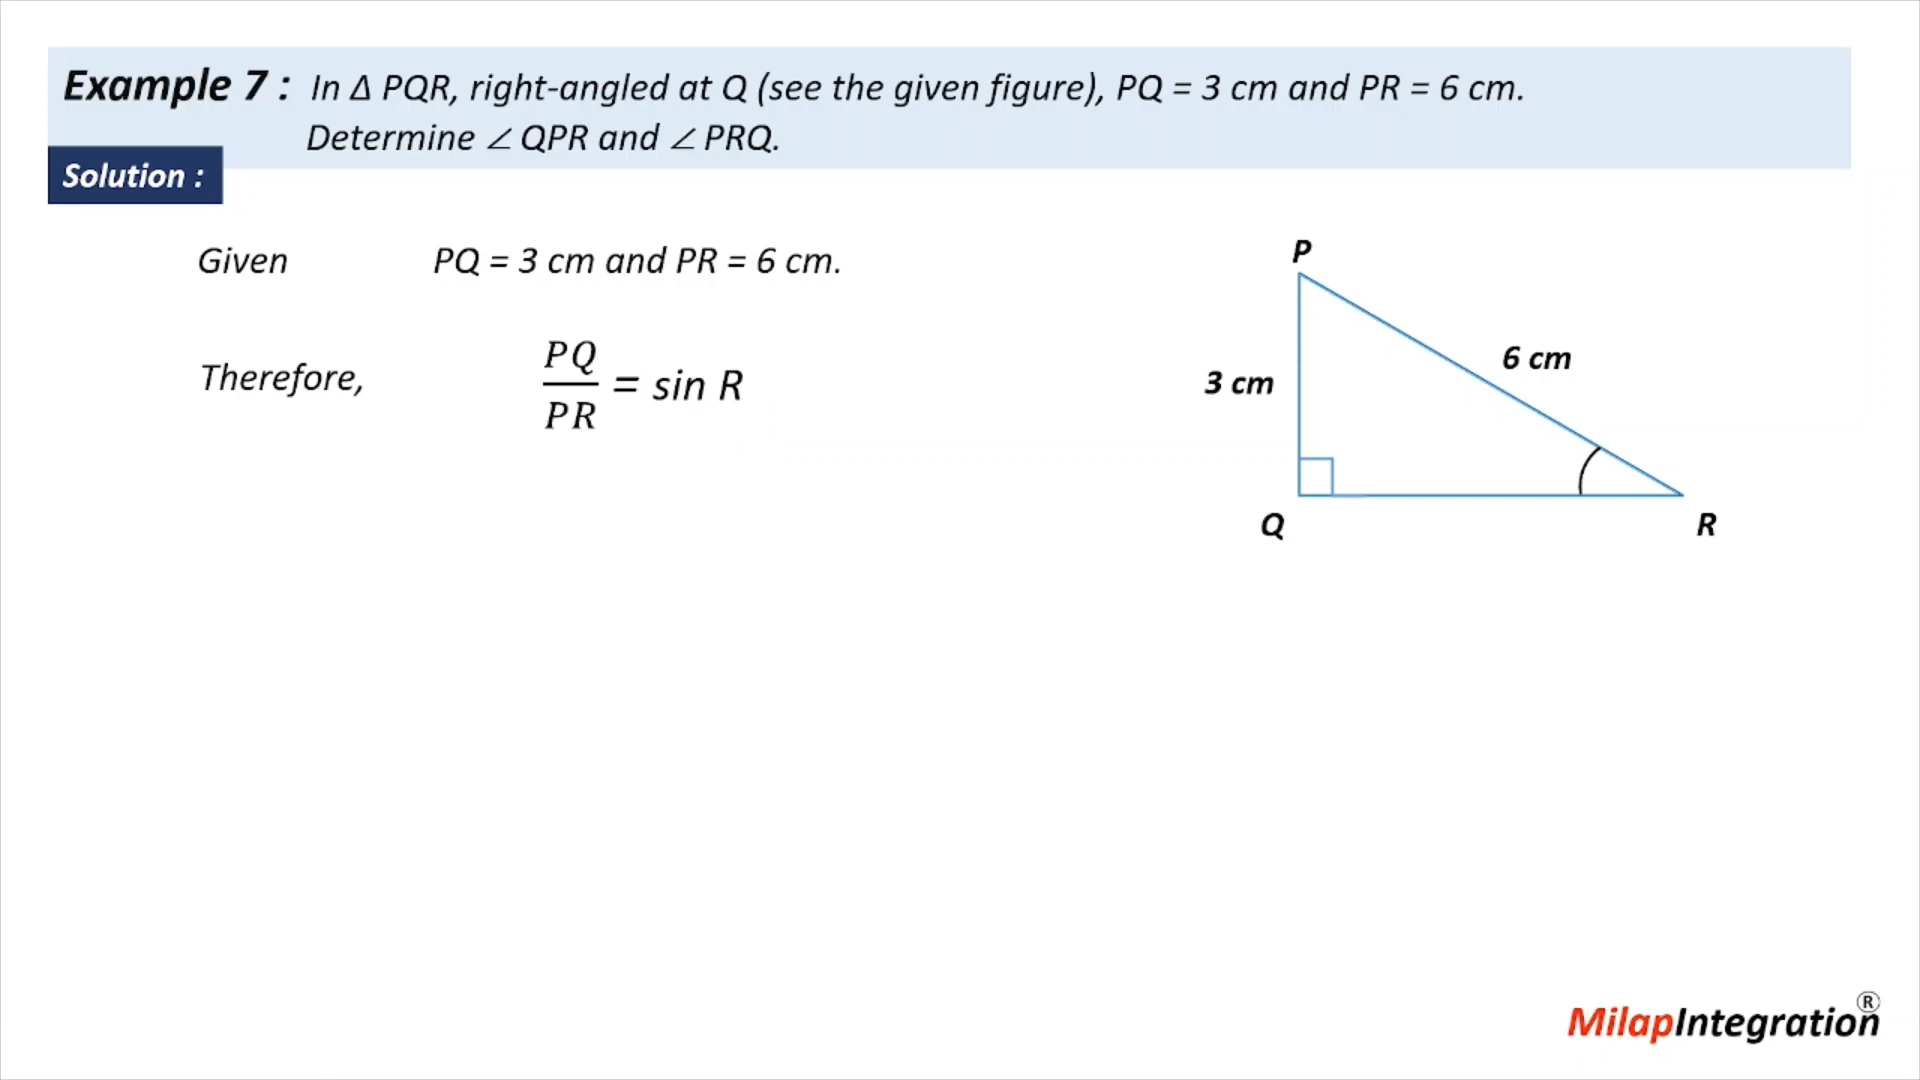 Example 7 : In Δ PQR, right-angled at Q (see the given figure), PQ = 3 cm and PR = 6 cm.
Determine ∠ QPR and ∠ PRQ.
Solution :
Given PQ = 3 cm and PR = 6 cm.
Therefore, PQ/PR = sin R
P
6 cm
3 cm
Q R
MilapIntegration®